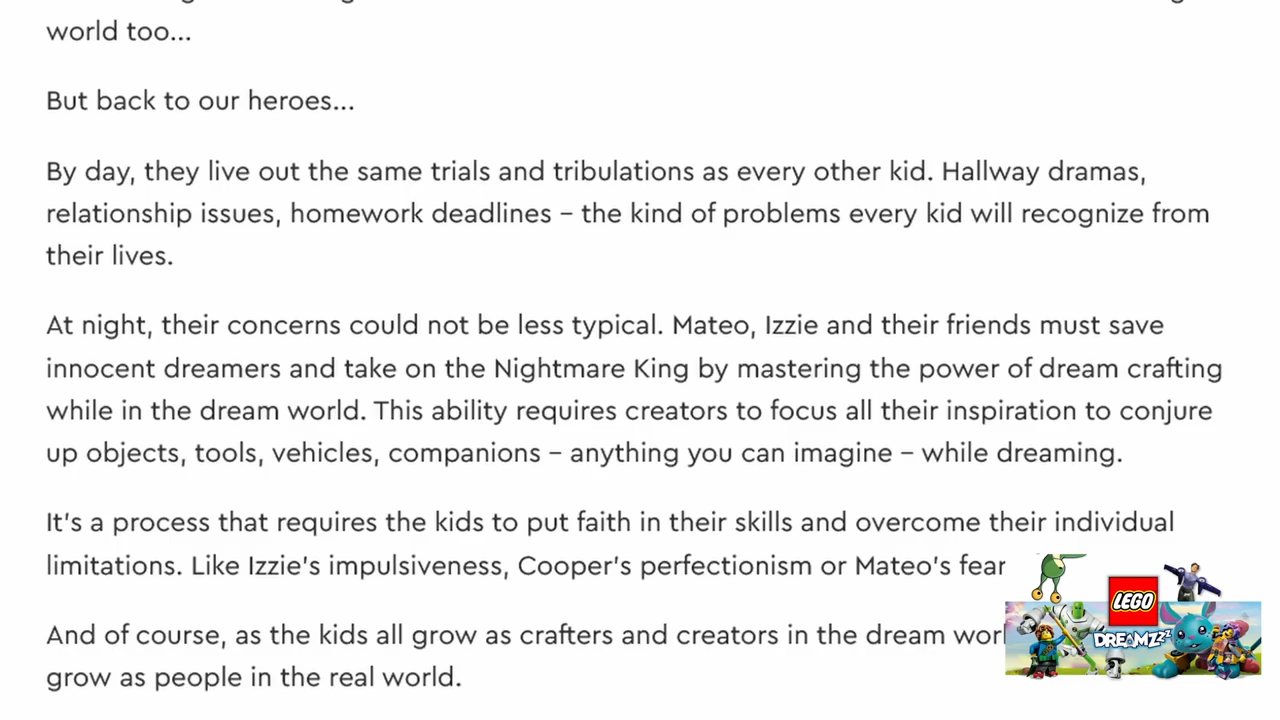 world too...
But back to our heroes...
By day, they live out the same trials and tribulations as every other kid. Hallway dramas,
relationship issues, homework deadlines – the kind of problems every kid will recognize from
their lives.
At night, their concerns could not be less typical. Mateo, Izzie and their friends must save
innocent dreamers and take on the Nightmare King by mastering the power of dream crafting
while in the dream world. This ability requires creators to focus all their inspiration to conjure
up objects, tools, vehicles, companions – anything you can imagine – while dreaming.
It's a process that requires the kids to put faith in their skills and overcome their individual
limitations. Like Izzie's impulsiveness, Cooper's perfectionism or Mateo's fear
And of course, as the kids all grow as crafters and creators in the dream
grow as people in the real world.
LEGO
DREAMZzz